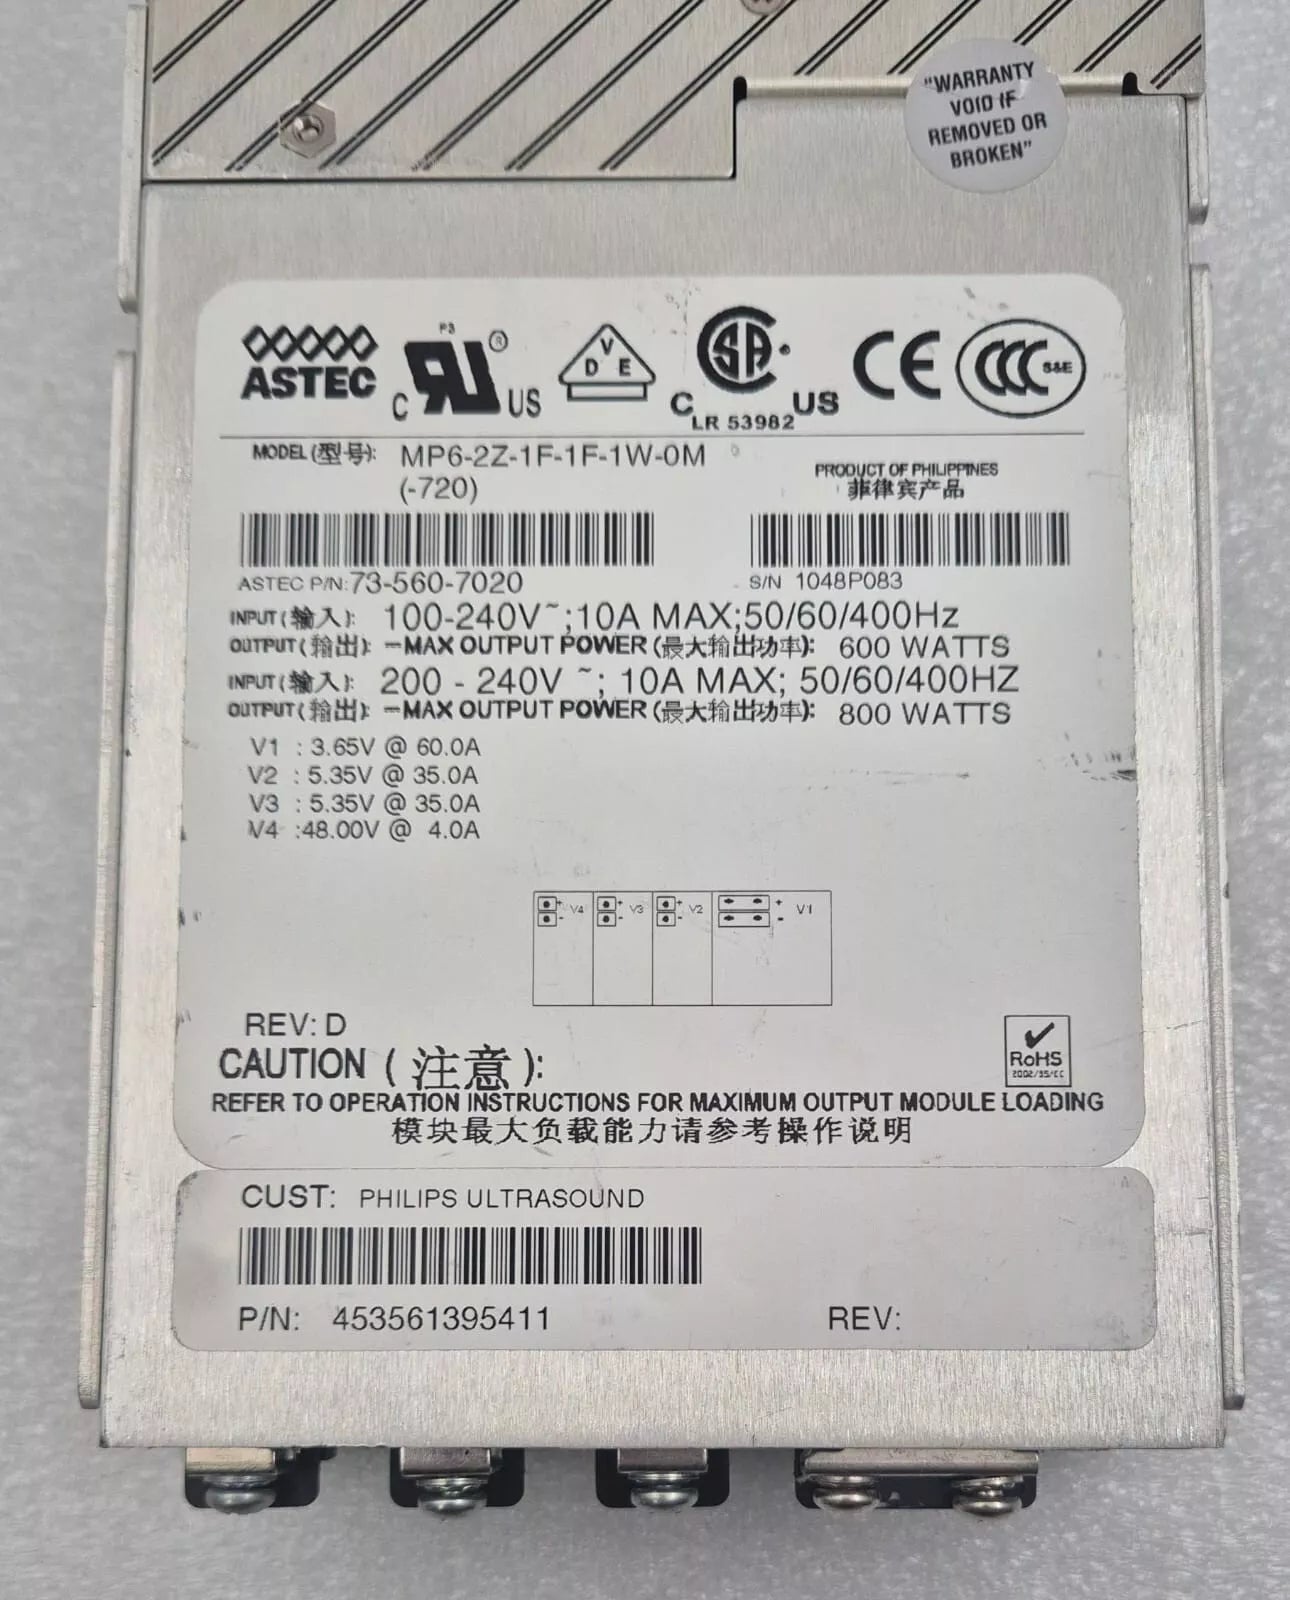 "WARRANTY
VOID IF
REMOVED OR
BROKEN"
ASTEC
P3
C RU ® US
V
D E
C SA US
LR 53982
CE
CCC S&E
MODEL (型号): MP6-2Z-1F-1F-1W-0M
(-720)
PRODUCT OF PHILIPPINES
菲律宾产品
ASTEC P/N: 73-560-7020
S/N 1048P083
INPUT (输入): 100-240V~;10A MAX;50/60/400Hz
OUTPUT (输出): -MAX OUTPUT POWER (最大输出功率): 600 WATTS
INPUT (输入): 200 - 240V ~; 10A MAX; 50/60/400HZ
OUTPUT (输出): -MAX OUTPUT POWER (最大输出功率): 800 WATTS
V1 : 3.65V @ 60.0A
V2 : 5.35V @ 35.0A
V3 : 5.35V @ 35.0A
V4 :48.00V @ 4.0A
+ V4 -
+ V3 -
+ V2 -
+ V1 -
REV: D
RoHS
2002/95/EC
CAUTION (注意):
REFER TO OPERATION INSTRUCTIONS FOR MAXIMUM OUTPUT MODULE LOADING
模块最大负载能力请参考操作说明
CUST: PHILIPS ULTRASOUND
P/N: 453561395411
REV: